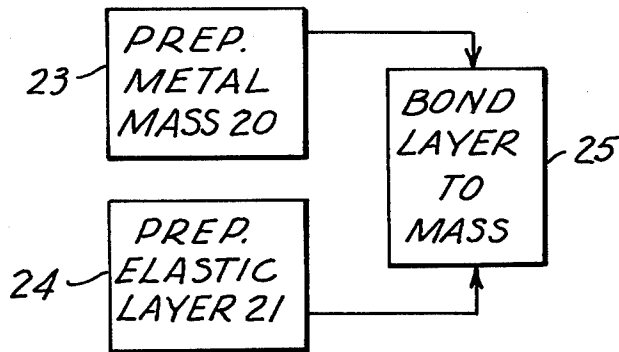 23
PREP.
METAL
MASS 20
BOND
LAYER
TO
MASS
25
24
PREP.
ELASTIC
LAYER 21